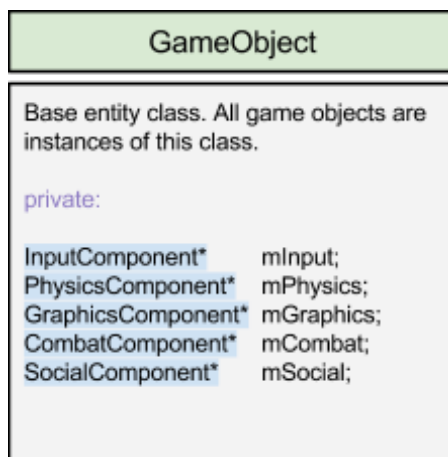 GameObject
Base entity class. All game objects are
instances of this class.
private:
InputComponent* mInput;
PhysicsComponent* mPhysics;
GraphicsComponent* mGraphics;
CombatComponent* mCombat;
SocialComponent* mSocial;